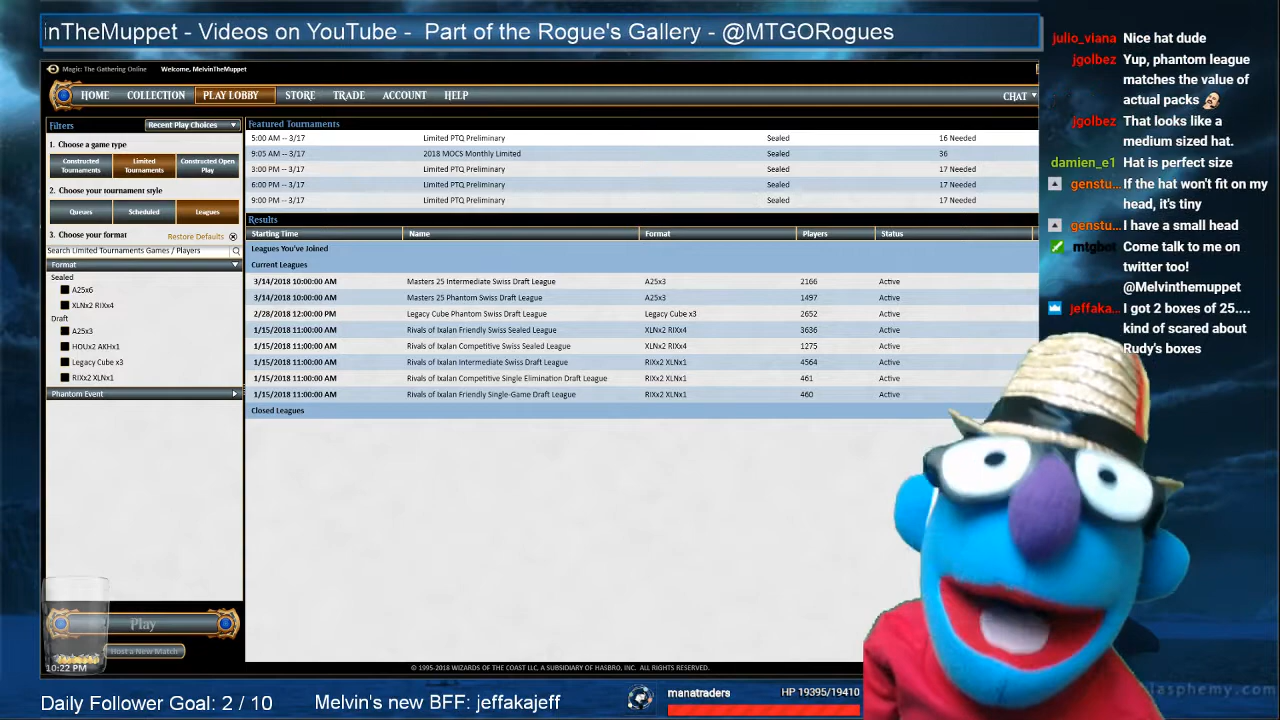 inTheMuppet - Videos on YouTube - Part of the Rogue's Gallery - @MTGORogues
Magic: The Gathering Online Welcome, MelvinTheMuppet
HOME COLLECTION PLAY LOBBY STORE TRADE ACCOUNT HELP CHAT
Filters Recent Play Choices
1. Choose a game type
Constructed Tournaments Limited Tournaments Constructed Open Play
2. Choose your tournament style
Queues Scheduled Leagues
3. Choose your format Restore Defaults
Search Limited Tournaments Games / Players
Format
Sealed
A25x6
XLNx2 RIXx4
Draft
A25x3
HOUx2 AKHx1
Legacy Cube x3
RIXx2 XLNx1
Phantom Event
Play
Host a New Match
10:22 PM
Featured Tournaments
5:00 AM -- 3/17 Limited PTQ Preliminary Sealed 16 Needed
9:05 AM -- 3/17 2018 MOCS Monthly Limited Sealed 36
3:00 PM -- 3/17 Limited PTQ Preliminary Sealed 17 Needed
6:00 PM -- 3/17 Limited PTQ Preliminary Sealed 17 Needed
9:00 PM -- 3/17 Limited PTQ Preliminary Sealed 17 Needed
Results
Starting Time Name Format Players Status
Leagues You've Joined
Current Leagues
3/14/2018 10:00:00 AM Masters 25 Intermediate Swiss Draft League A25x3 2166 Active
3/14/2018 10:00:00 AM Masters 25 Phantom Swiss Draft League A25x3 1497 Active
2/28/2018 12:00:00 PM Legacy Cube Phantom Swiss Draft League Legacy Cube x3 2652 Active
1/15/2018 11:00:00 AM Rivals of Ixalan Friendly Swiss Sealed League XLNx2 RIXx4 3636 Active
1/15/2018 11:00:00 AM Rivals of Ixalan Competitive Swiss Sealed League XLNx2 RIXx4 1275 Active
1/15/2018 11:00:00 AM Rivals of Ixalan Intermediate Swiss Draft League RIXx2 XLNx1 4564 Active
1/15/2018 11:00:00 AM Rivals of Ixalan Competitive Single Elimination Draft League RIXx2 XLNx1 461 Active
1/15/2018 11:00:00 AM Rivals of Ixalan Friendly Single-Game Draft League RIXx2 XLNx1 460 Active
Closed Leagues
© 1995-2018 WIZARDS OF THE COAST LLC, A SUBSIDIARY OF HASBRO, INC. ALL RIGHTS RESERVED.
julio_viana Nice hat dude
jgolbez Yup, phantom league
matches the value of
actual packs
jgolbez That looks like a
medium sized hat.
damien_e1 Hat is perfect size
genstu... If the hat won't fit on my
head, it's tiny
genstu... I have a small head
mtgbot Come talk to me on
twitter too!
@Melvinthemuppet
jeffaka... I got 2 boxes of 25....
kind of scared about
Rudy's boxes
Daily Follower Goal: 2 / 10 Melvin's new BFF: jeffakajeff
manatraders HP 19395/19410
lasphemy.com